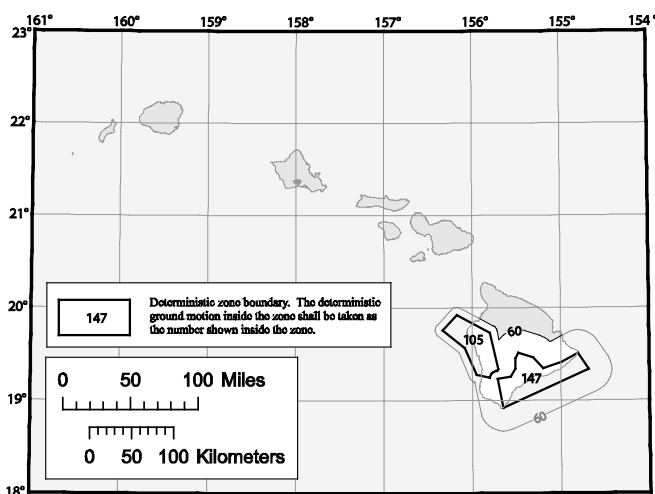 161° 160° 159° 158° 157° 156° 155° 154°
23°
22°
21°
20°
19°
18°
147
Deterministic zone boundary. The deterministic
ground motion inside the zone shall be taken as
the number shown inside the zone.
0 50 100 Miles
0 50 100 Kilometers
105
60
147
60